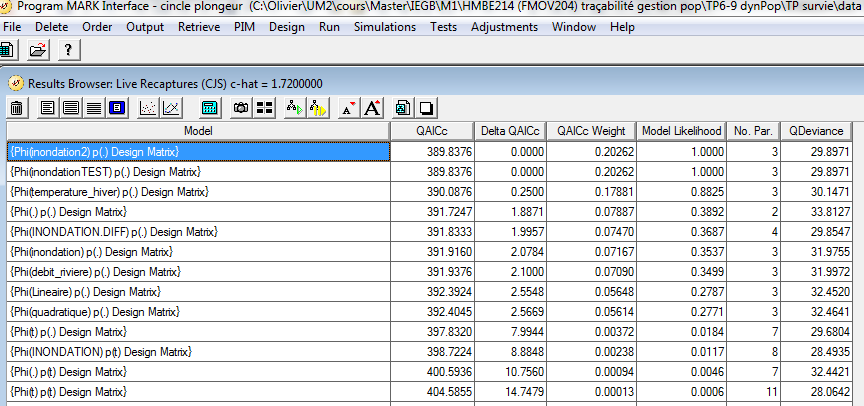 Program MARK Interface - cincle plongeur (C:\Olivier\UM2\cours\Master\IEGB\M1\HMBE214 (FMOV204) traçabilité gestion pop\TP6-9 dynPop\TP survie\data
File Delete Order Output Retrieve PIM Design Run Simulations Tests Adjustments Window Help
?
Results Browser: Live Recaptures (CJS) c-hat = 1.7200000
A A
Model QAICc Delta QAICc QAICc Weight Model Likelihood No. Par. QDeviance
{Phi(inondation2) p(.) Design Matrix} 389.8376 0.0000 0.20262 1.0000 3 29.8971
{Phi(inondationTEST) p(.) Design Matrix} 389.8376 0.0000 0.20262 1.0000 3 29.8971
{Phi(temperature_hiver) p(.) Design Matrix} 390.0876 0.2500 0.17881 0.8825 3 30.1471
{Phi(.) p(.) Design Matrix} 391.7247 1.8871 0.07887 0.3892 2 33.8127
{Phi(INONDATION.DIFF) p(.) Design Matrix} 391.8333 1.9957 0.07470 0.3687 4 29.8547
{Phi(inondation) p(.) Design Matrix} 391.9160 2.0784 0.07167 0.3537 3 31.9755
{Phi(debit_riviere) p(.) Design Matrix} 391.9376 2.1000 0.07090 0.3499 3 31.9972
{Phi(Lineaire) p(.) Design Matrix} 392.3924 2.5548 0.05648 0.2787 3 32.4520
{Phi(quadratique) p(.) Design Matrix} 392.4045 2.5669 0.05614 0.2771 3 32.4641
{Phi(t) p(.) Design Matrix} 397.8320 7.9944 0.00372 0.0184 7 29.6804
{Phi(INONDATION) p(t) Design Matrix} 398.7224 8.8848 0.00238 0.0117 8 28.4935
{Phi(.) p(t) Design Matrix} 400.5936 10.7560 0.00094 0.0046 7 32.4421
{Phi(t) p(t) Design Matrix} 404.5855 14.7479 0.00013 0.0006 11 28.0642